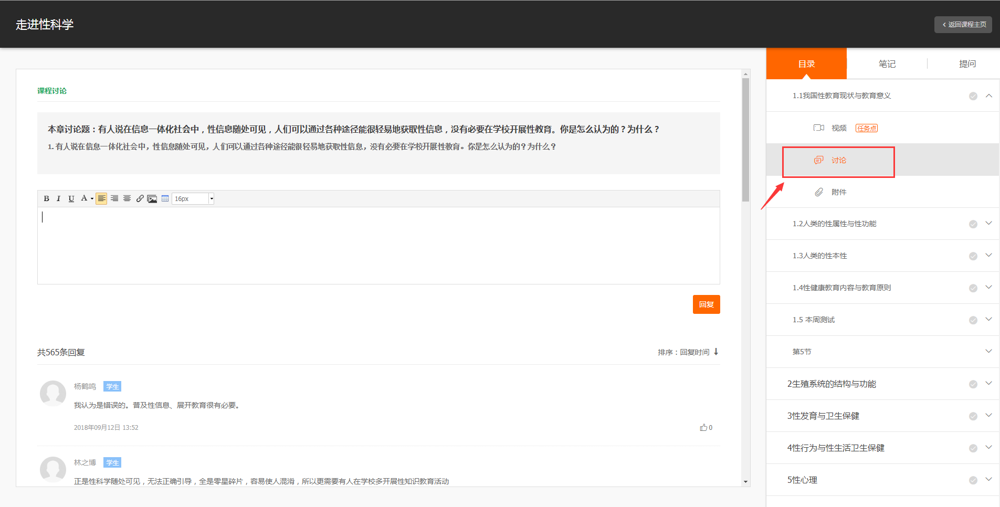 走进性科学
返回课程主页
课程讨论
本章讨论题：有人说在信息一体化社会中，性信息随处可见，人们可以通过各种途径能很轻易地获取性信息，没有必要在学校开展性教育。你是怎么认为的？为什么？
1. 有人说在信息一体化社会中，性信息随处可见，人们可以通过各种途径能很轻易地获取性信息，没有必要在学校开展性教育。你是怎么认为的？为什么？
B I U A 16px
回复
共565条回复
排序：回复时间
杨鹤鸣 学生
我认为是错误的。普及性信息、展开教育很有必要。
2018年09月12日 13:52
0
林之博 学生
正是性科学随处可见，无法正确引导，全是零星碎片，容易使人混淆，所以更需要有人在学校多开展性知识教育活动
目录 笔记 提问
1.1我国性教育现状与教育意义
视频 任务点
讨论
附件
1.2人类的性属性与性功能
1.3人类的性本性
1.4性健康教育内容与教育原则
1.5 本周测试
第5节
2生殖系统的结构与功能
3性发育与卫生保健
4性行为与性生活卫生保健
5性心理